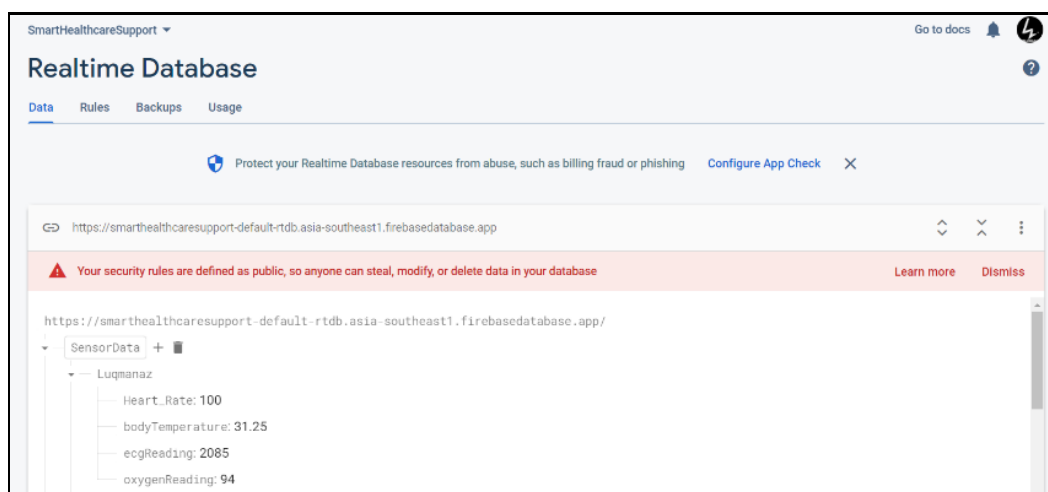 SmartHealthcareSupport
Go to docs
Realtime Database
Data Rules Backups Usage
Protect your Realtime Database resources from abuse, such as billing fraud or phishing Configure App Check
https://smarthealthcaresupport-default-rtdb.asia-southeast1.firebasedatabase.app
Your security rules are defined as public, so anyone can steal, modify, or delete data in your database Learn more Dismiss
https://smarthealthcaresupport-default-rtdb.asia-southeast1.firebasedatabase.app/
SensorData
Luqmanaz
Heart_Rate: 100
bodyTemperature: 31.25
ecgReading: 2085
oxygenReading: 94